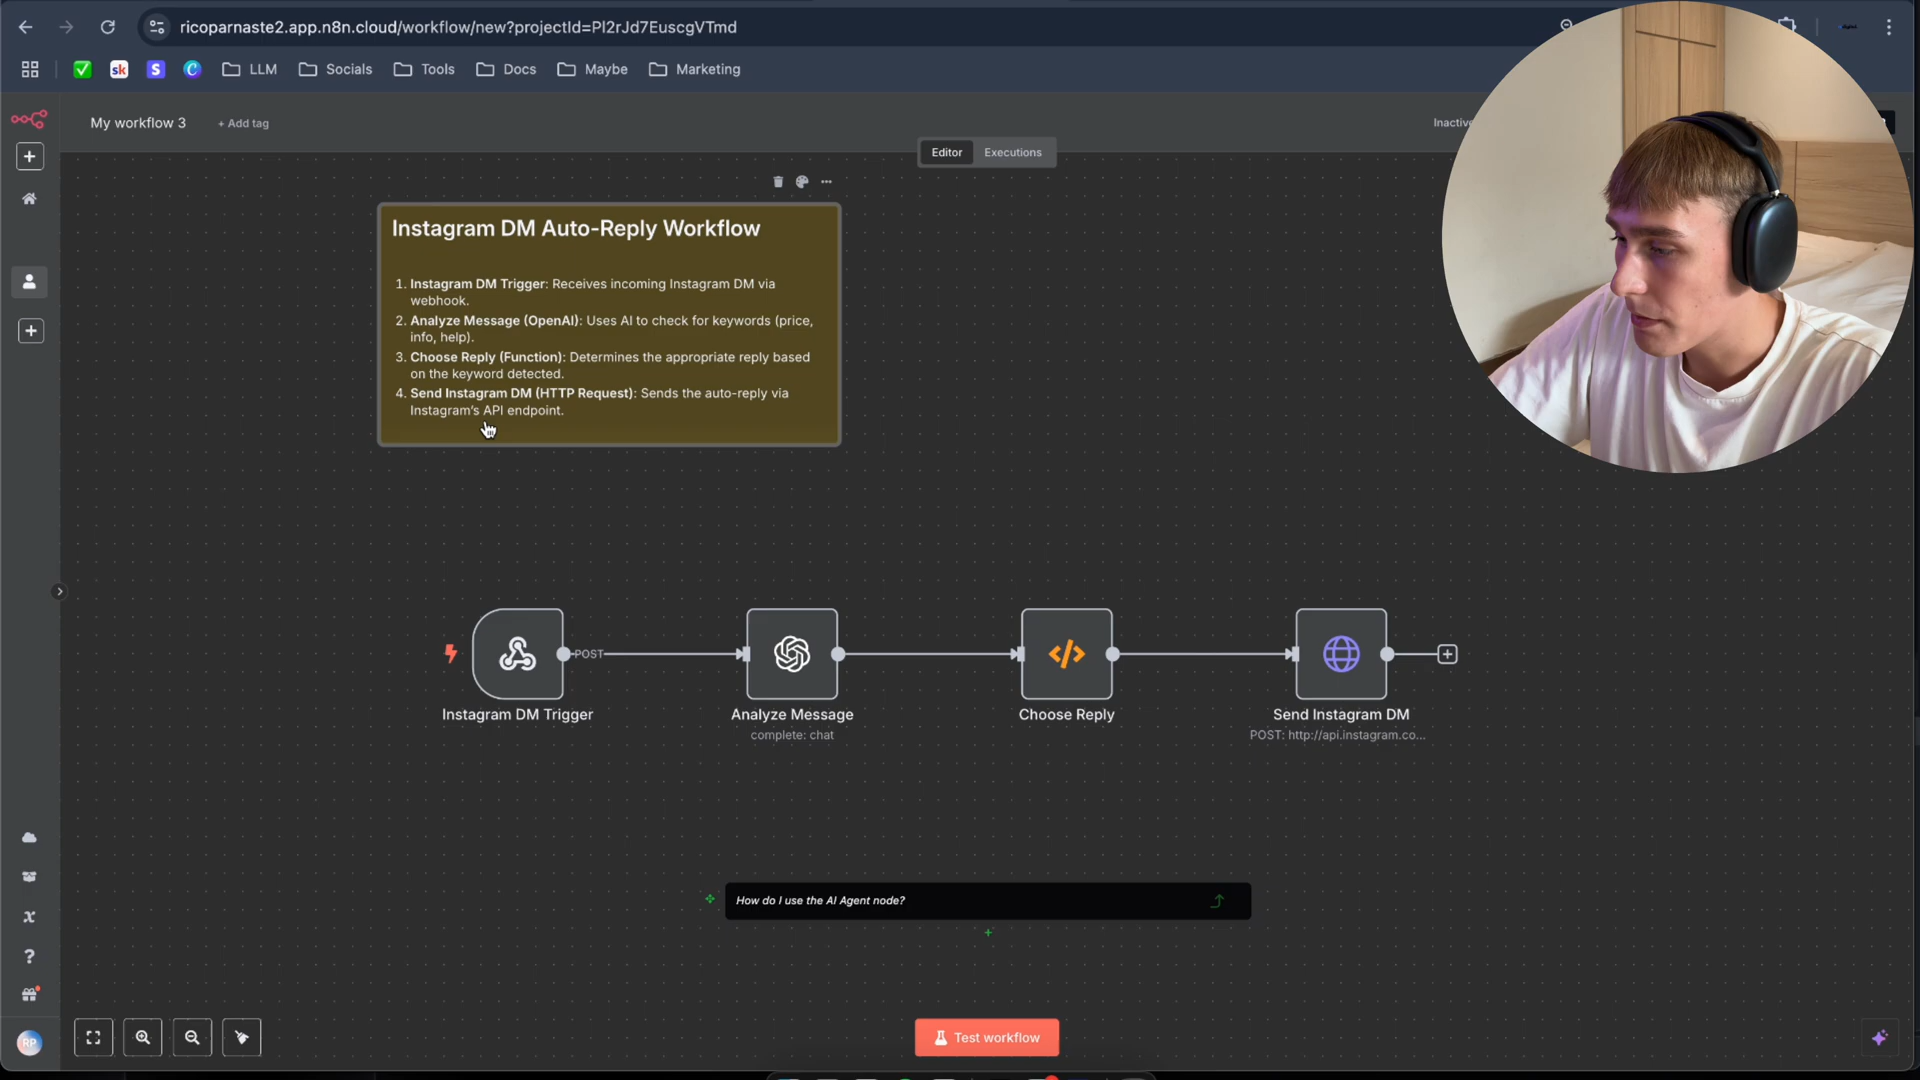 ricoparnaste2.app.n8n.cloud/workflow/new?projectId=PI2rJd7EuscgVTmd
sk
S
LLM
Socials
Tools
Docs
Maybe
Marketing
My workflow 3
+ Add tag
Inactive
Editor
Executions
Instagram DM Auto-Reply Workflow
1. Instagram DM Trigger: Receives incoming Instagram DM via
webhook.
2. Analyze Message (OpenAI): Uses AI to check for keywords (price,
info, help).
3. Choose Reply (Function): Determines the appropriate reply based
on the keyword detected.
4. Send Instagram DM (HTTP Request): Sends the auto-reply via
Instagram's API endpoint.
POST
Instagram DM Trigger
Analyze Message
complete: chat
Choose Reply
Send Instagram DM
POST: http://api.instagram.co...
How do I use the AI Agent node?
Test workflow
RP